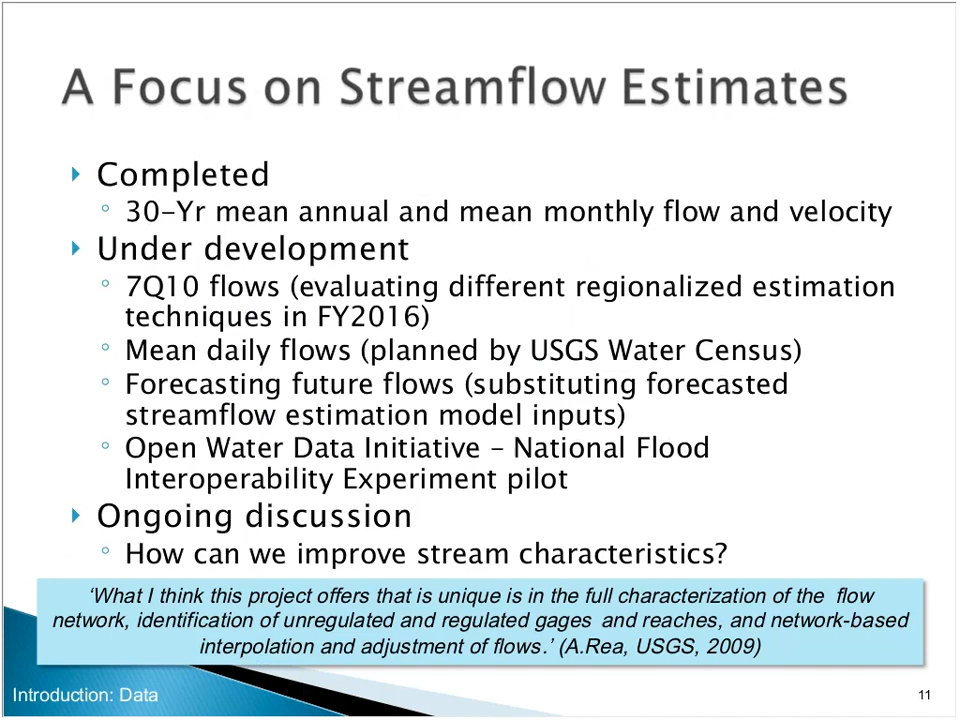 A Focus on Streamflow Estimates
Completed
30-Yr mean annual and mean monthly flow and velocity
Under development
7Q10 flows (evaluating different regionalized estimation
techniques in FY2016)
Mean daily flows (planned by USGS Water Census)
Forecasting future flows (substituting forecasted
streamflow estimation model inputs)
Open Water Data Initiative – National Flood
Interoperability Experiment pilot
Ongoing discussion
How can we improve stream characteristics?
‘What I think this project offers that is unique is in the full characterization of the flow
network, identification of unregulated and regulated gages and reaches, and network-based
interpolation and adjustment of flows.’ (A.Rea, USGS, 2009)
Introduction: Data
11